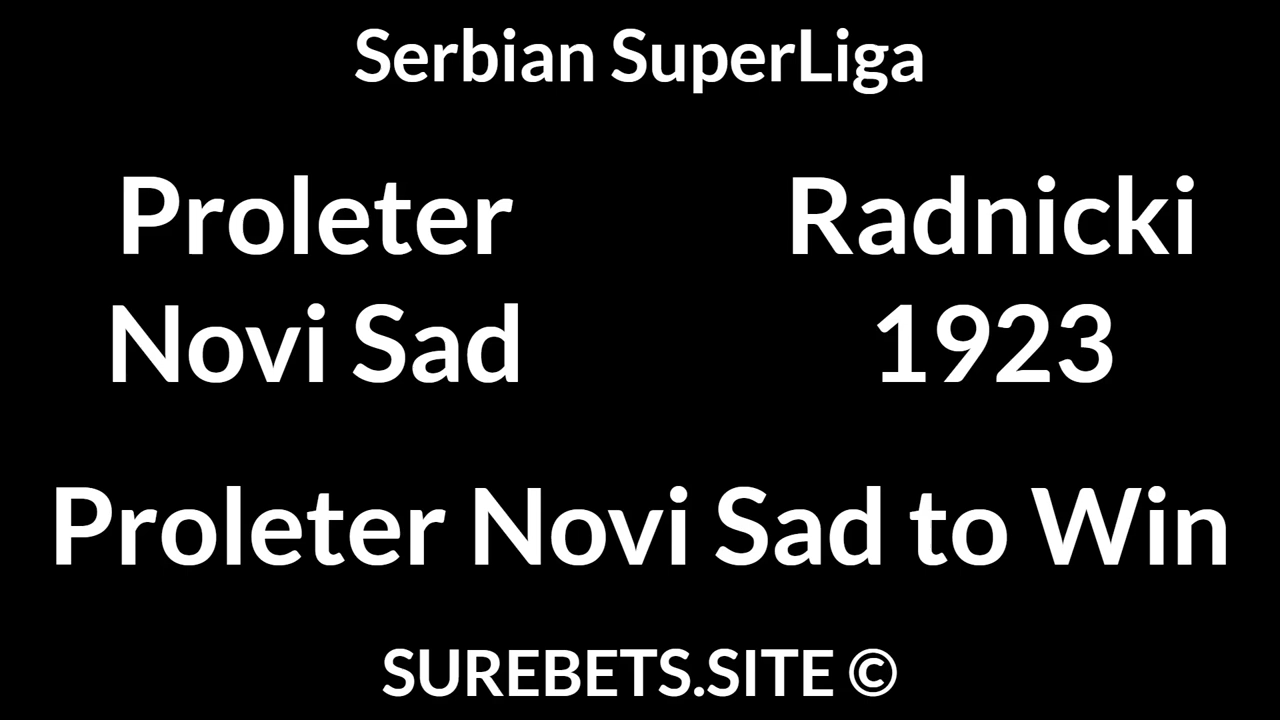 Serbian SuperLiga
Proleter Novi Sad
Radnicki 1923
Proleter Novi Sad to Win
SUREBETS.SITE ©